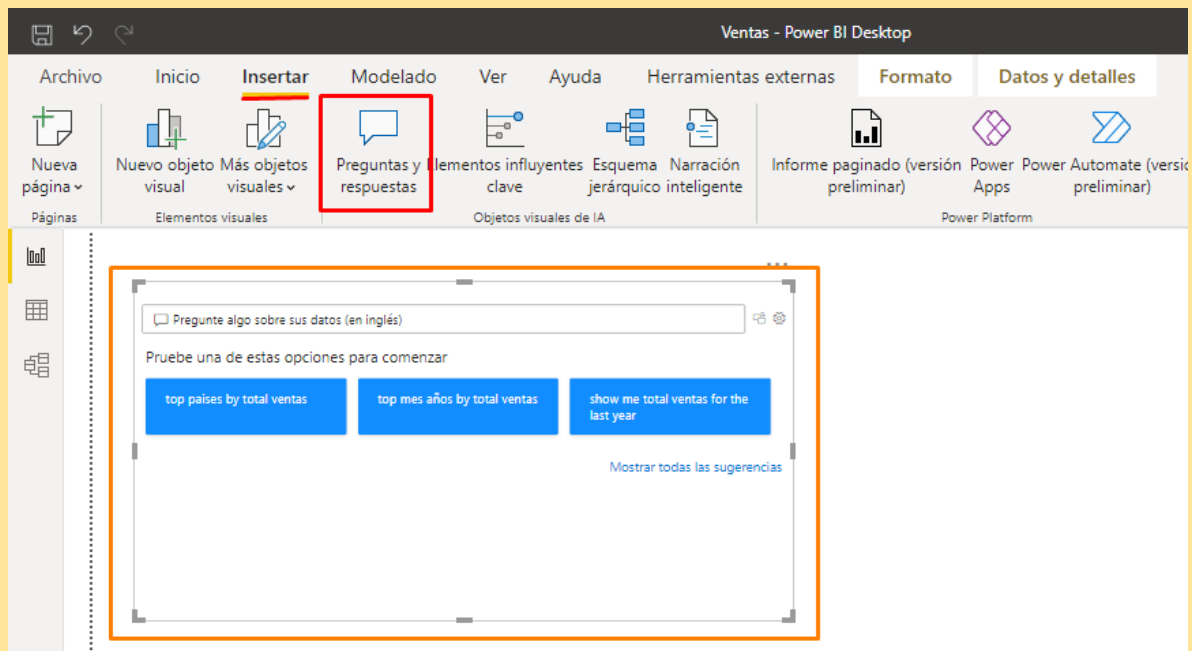 Ventas - Power BI Desktop
Archivo Inicio Insertar Modelado Ver Ayuda Herramientas externas Formato Datos y detalles
Nueva Nuevo objeto Más objetos Preguntas y Elementos influyentes Esquema Narración Informe paginado (versión Power Power Automate (versió
página visual visuales respuestas clave jerárquico inteligente preliminar) Apps preliminar)
Páginas Elementos visuales Objetos visuales de IA Power Platform
Pregunte algo sobre sus datos (en inglés)
Pruebe una de estas opciones para comenzar
top paises by total ventas top mes años by total ventas show me total ventas for the
last year
Mostrar todas las sugerencias